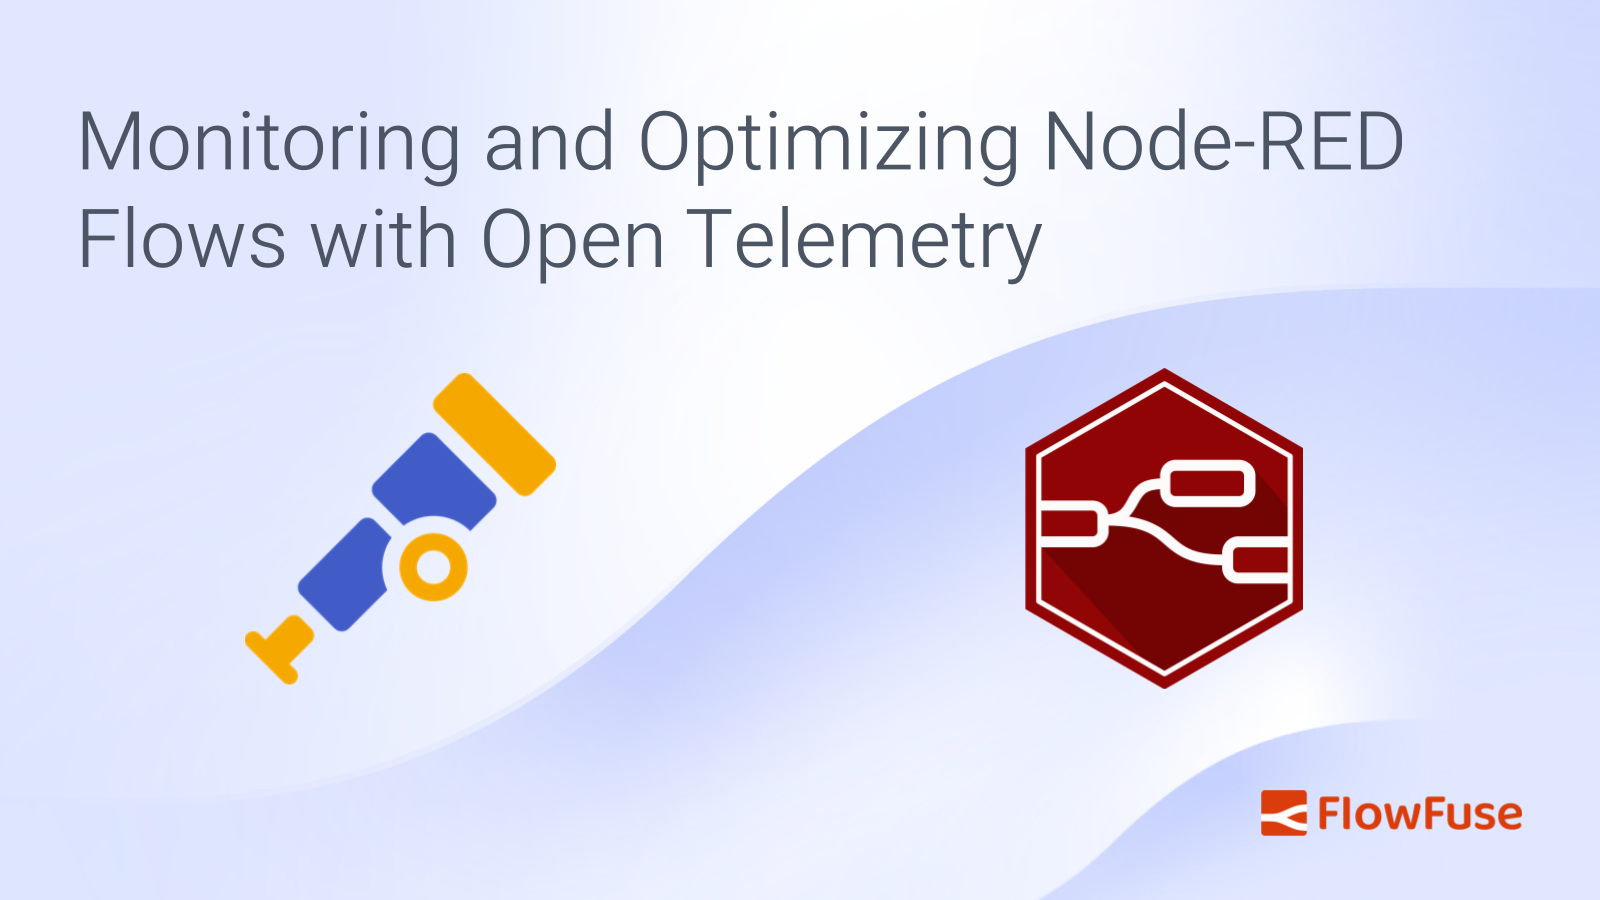 Monitoring and Optimizing Node-RED
Flows with Open Telemetry
FlowFuse